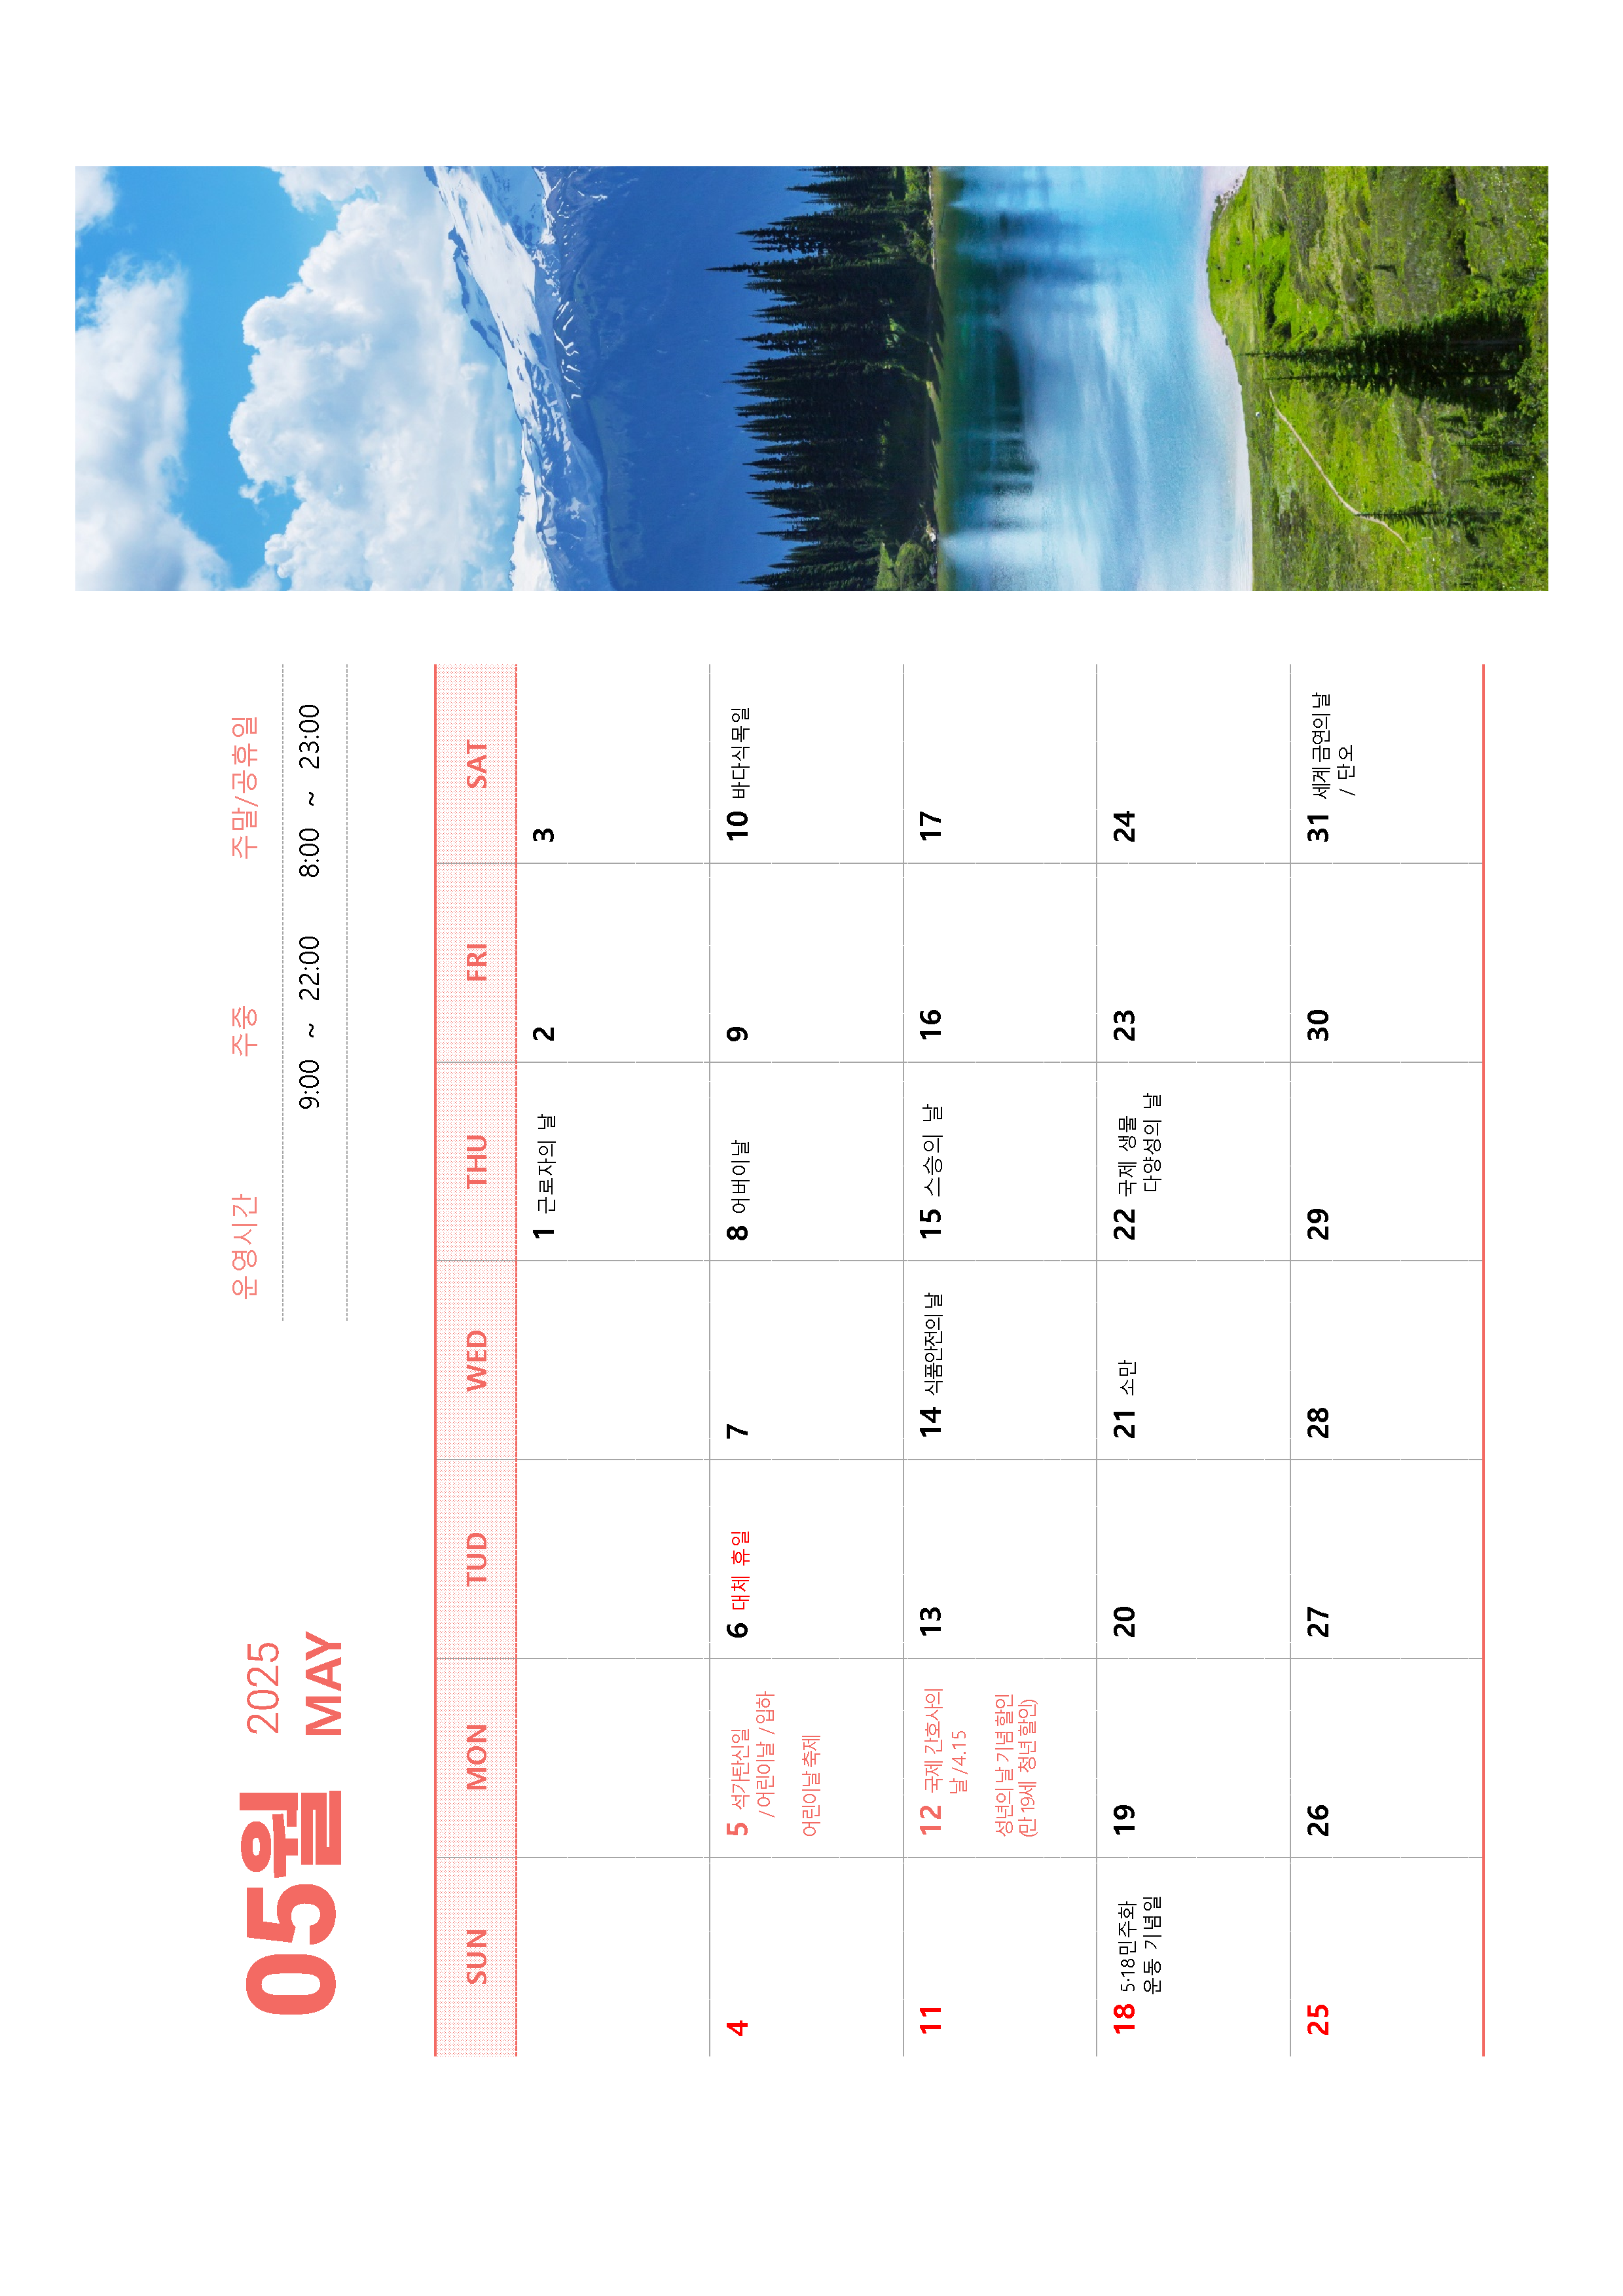 05월
2025
MAY
운영시간 주중 주말/공휴일
9:00 ~ 22:00 8:00 ~ 23:00
SUN MON TUD WED THU FRI SAT
1 근로자의 날
2
3
4
5 석가탄신일
/ 어린이날 / 입하
어린이날 축제
6 대체 휴일
7
8 어버이날
9
10 바다식목일
11
12 국제 간호사의
날 / 4.15
성년의 날 기념 할인
(만 19세 청년 할인)
13
14 식품안전의 날
15 스승의 날
16
17
18 5·18민주화
운동 기념일
19
20
21 소만
22 국제 생물
다양성의 날
23
24
25
26
27
28
29
30
31 세계 금연의 날
/ 단오